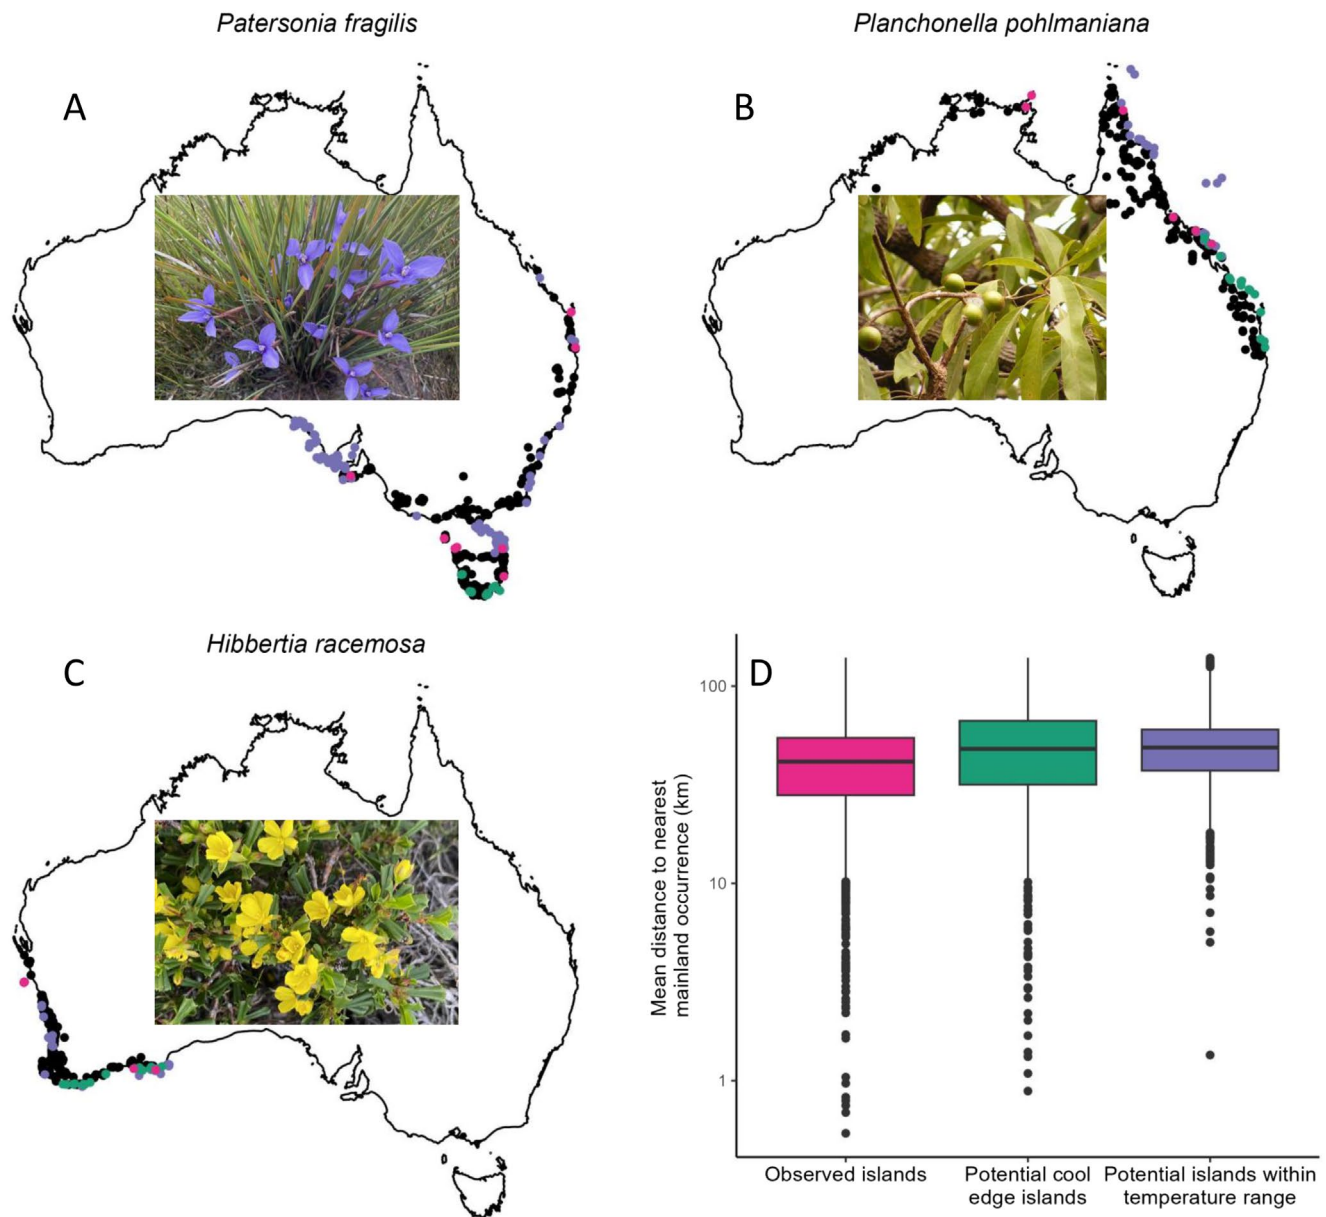 Patersonia fragilis
Planchonella pohlmaniana
A
B
Hibbertia racemosa
C
D
Mean distance to nearest
mainland occurrence (km)
100
10
1
Observed islands
Potential cool
edge islands
Potential islands within
temperature range